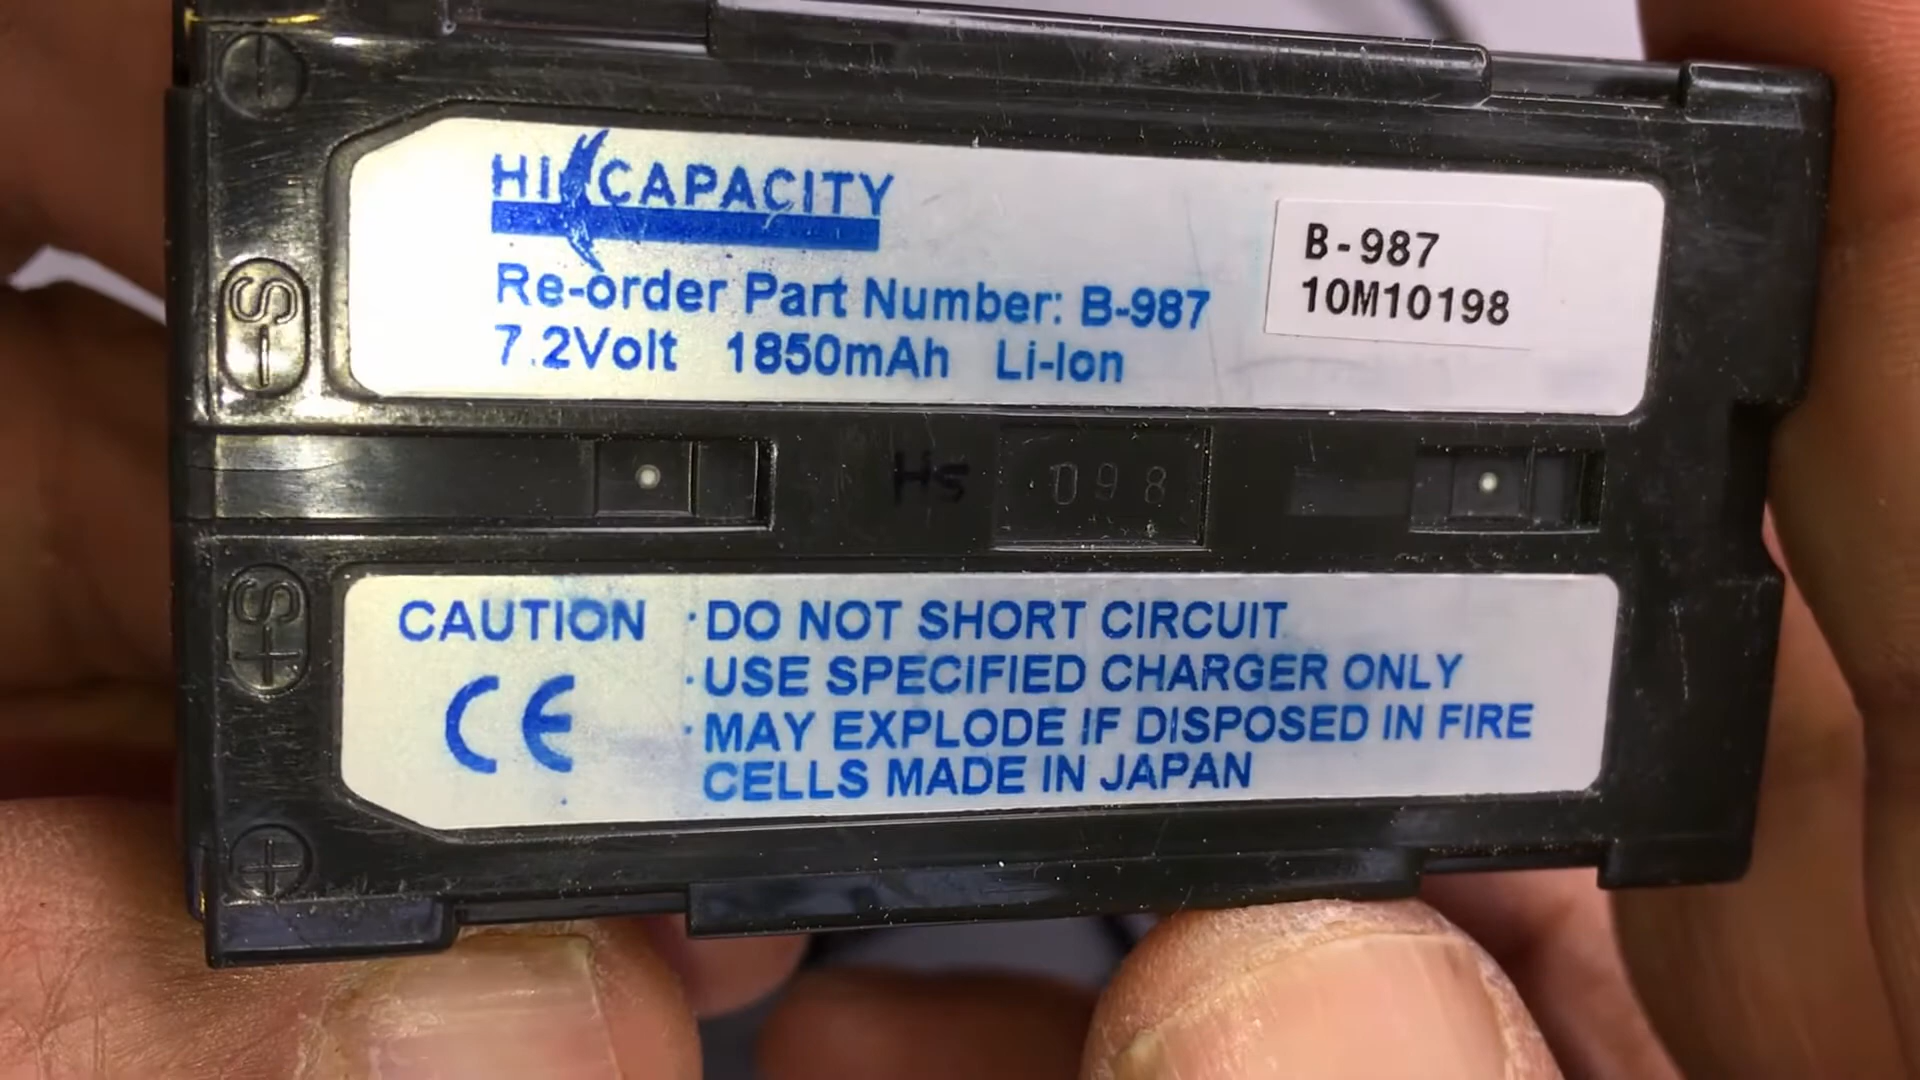 HI CAPACITY
Re-order Part Number: B-987
7.2Volt 1850mAh Li-Ion
B-987
10M10198
-S
Hs
098
+S
CAUTION
·DO NOT SHORT CIRCUIT
·USE SPECIFIED CHARGER ONLY
·MAY EXPLODE IF DISPOSED IN FIRE
CELLS MADE IN JAPAN
CE